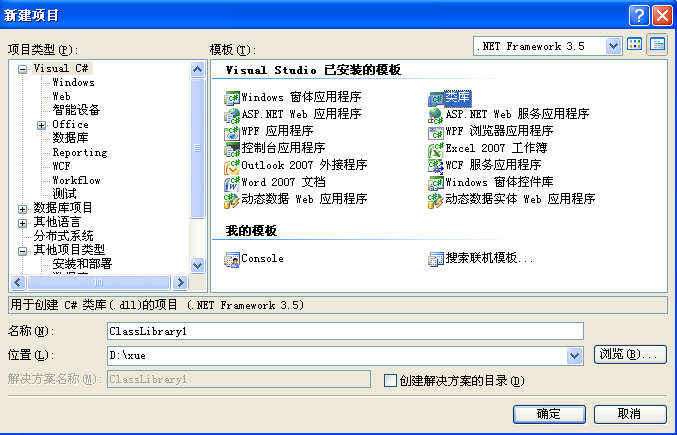 新建项目
项目类型(P):
模板(T):
.NET Framework 3.5
Visual C#
Windows
Web
智能设备
Office
数据库
Reporting
WCF
Workflow
测试
数据库项目
其他语言
分布式系统
其他项目类型
安装和部署
Visual Studio 已安装的模板
Windows 窗体应用程序
类库
ASP.NET Web 应用程序
ASP.NET Web 服务应用程序
WPF 应用程序
WPF 浏览器应用程序
控制台应用程序
Excel 2007 工作簿
Outlook 2007 外接程序
WCF 服务应用程序
Word 2007 文档
Windows 窗体控件库
动态数据 Web 应用程序
动态数据实体 Web 应用程序
我的模板
Console
搜索联机模板...
用于创建 C# 类库(.dll)的项目 (.NET Framework 3.5)
名称(N):
ClassLibrary1
位置(L):
D:\xue
浏览(B)...
解决方案名称(M):
ClassLibrary1
创建解决方案的目录(D)
确定
取消